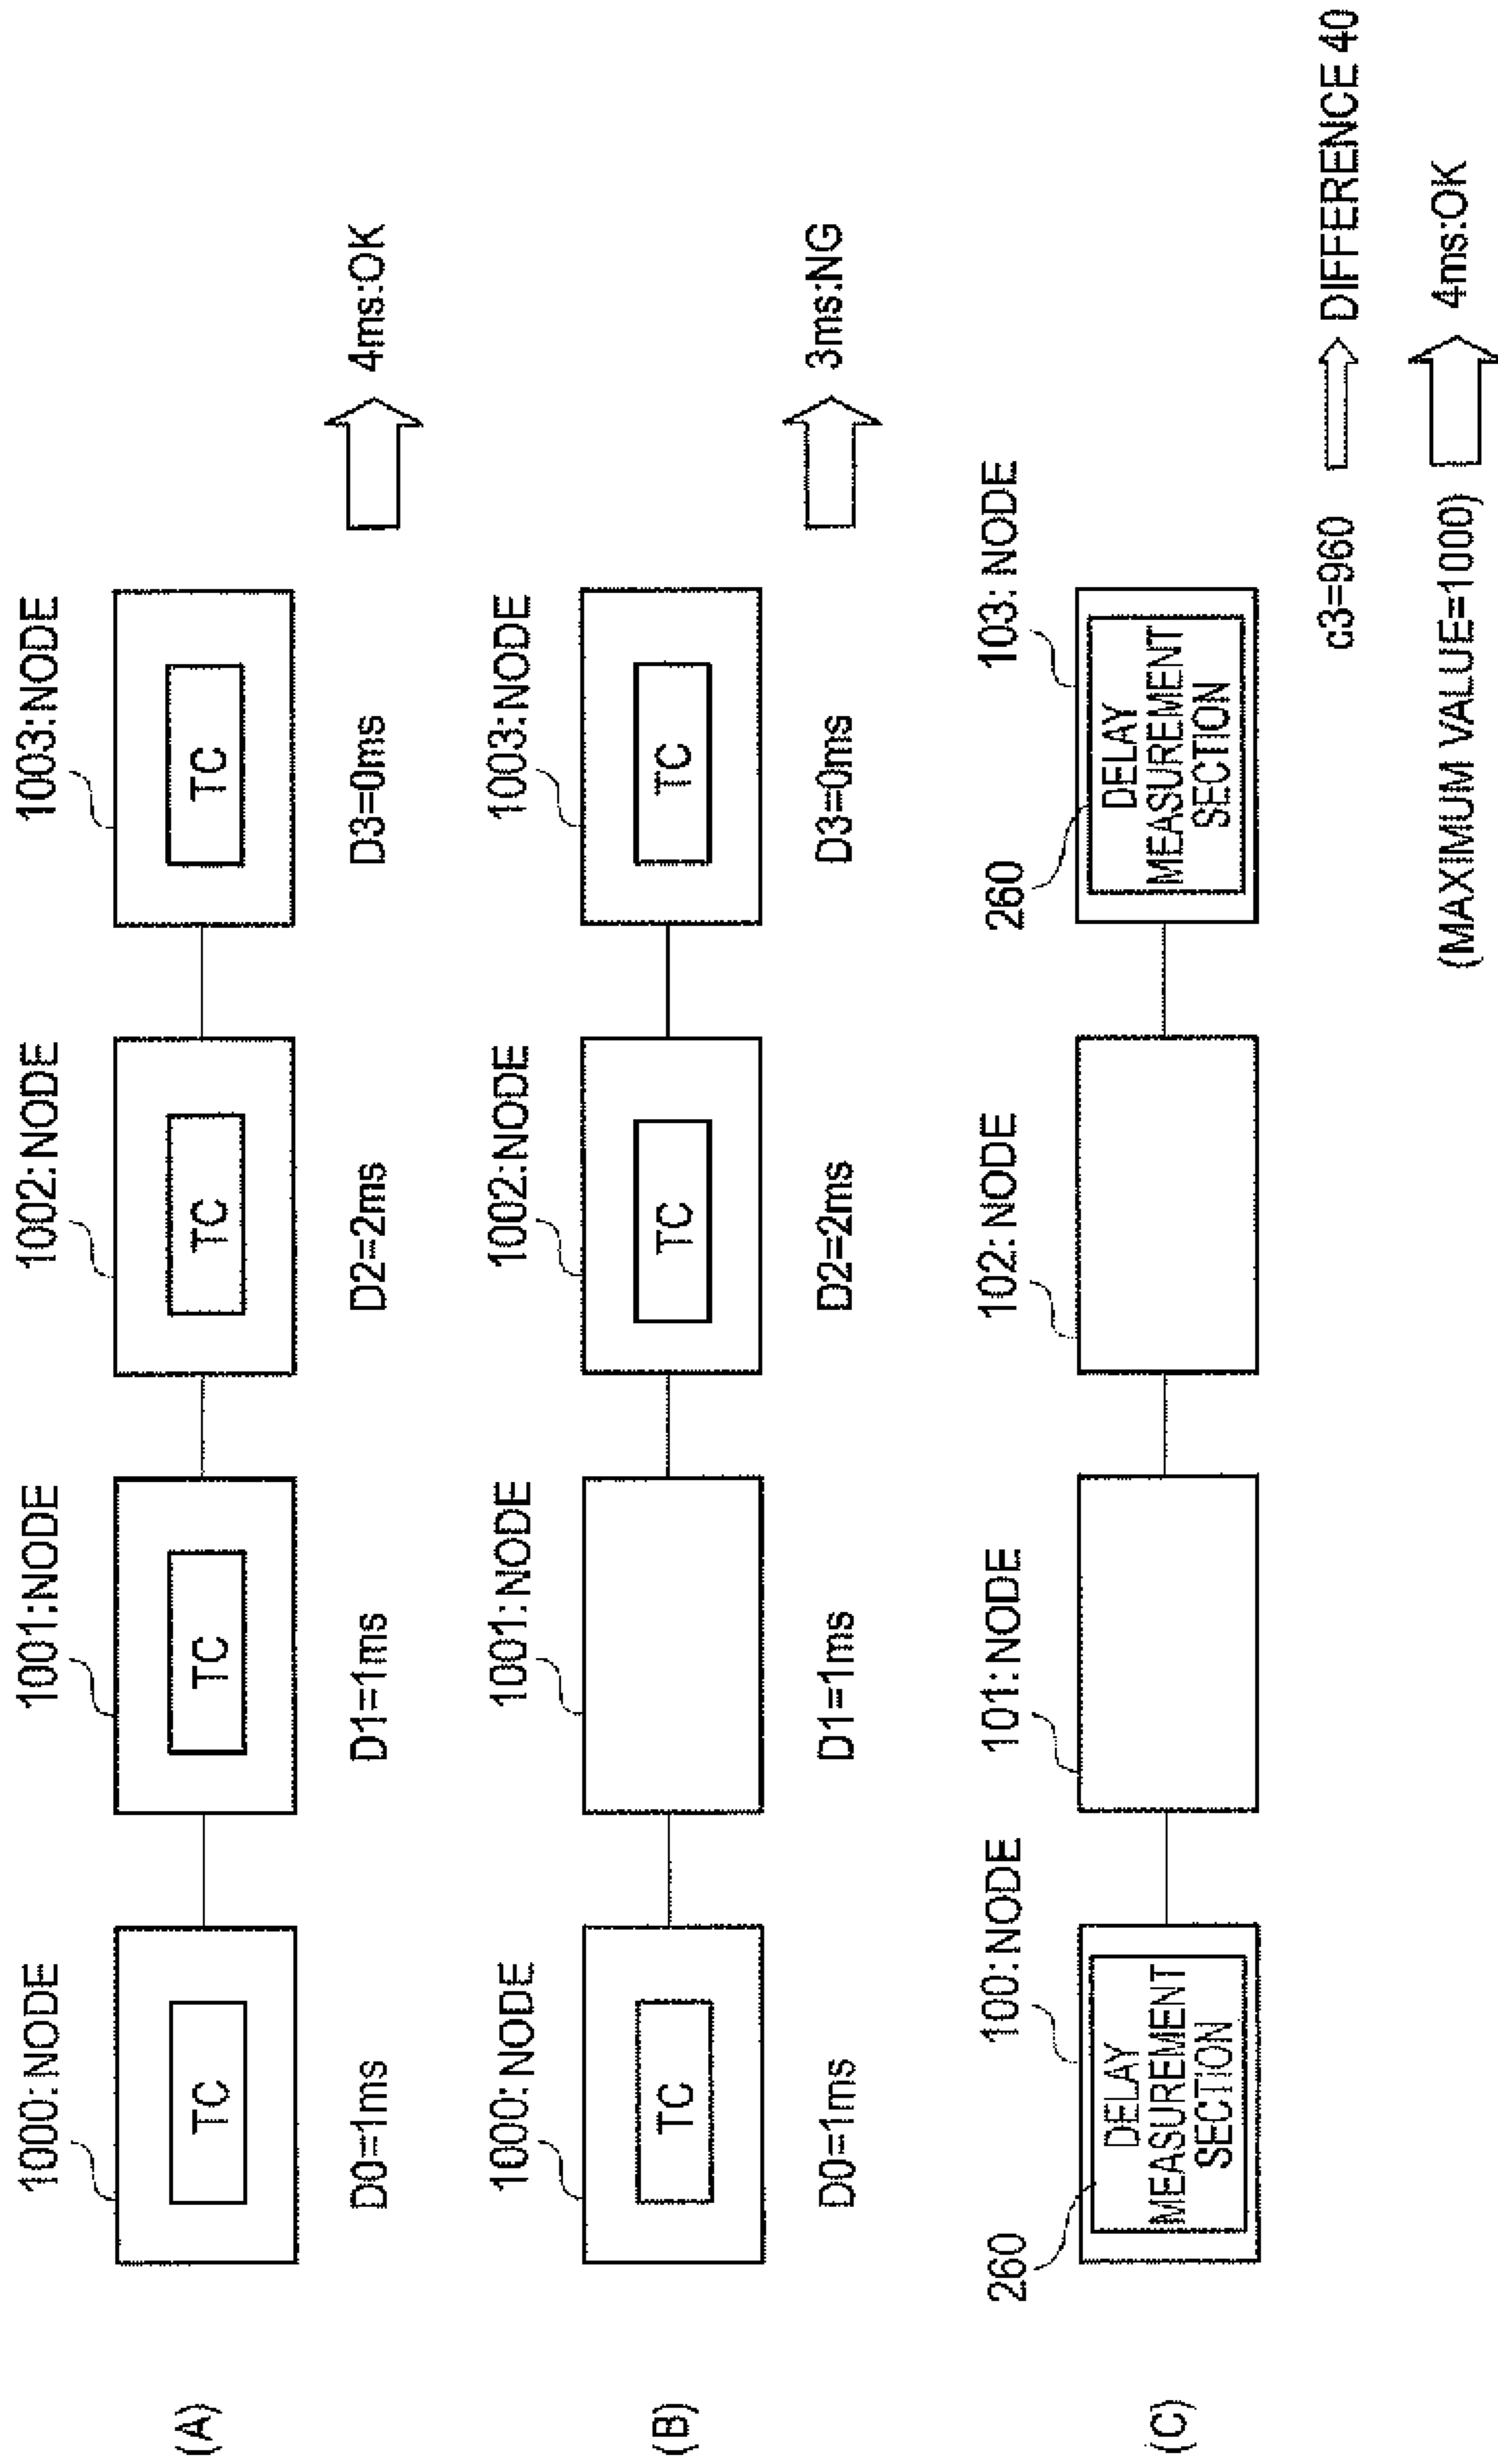 (A)
1000:NODE
1001:NODE
1002:NODE
1003:NODE
TC
TC
TC
TC
D0=1ms
D1=1ms
D2=2ms
D3=0ms
4ms:OK
(B)
1000:NODE
1001:NODE
1002:NODE
1003:NODE
TC
TC
TC
D0=1ms
D1=1ms
D2=2ms
D3=0ms
3ms:NG
(C)
260
100:NODE
101:NODE
102:NODE
260
103:NODE
DELAY
MEASUREMENT
SECTION
DELAY
MEASUREMENT
SECTION
c3=960
DIFFERENCE 40
(MAXIMUM VALUE=1000)
4ms:OK